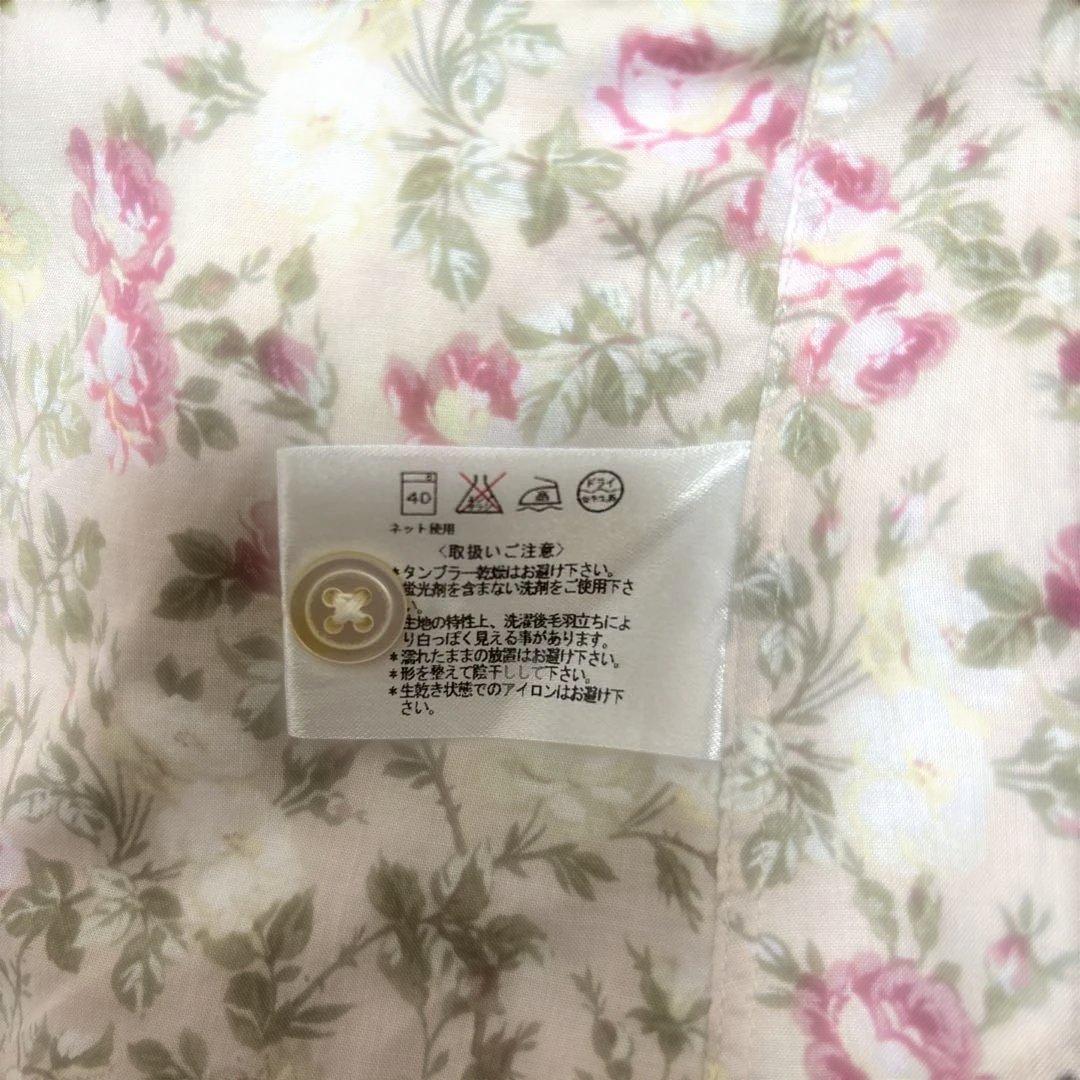 40
ドライ
ネット使用
〈取扱いご注意〉
*タンブラー乾燥はお避け下さい。
蛍光剤を含まない洗剤をご使用下さ
い。
生地の特性上、洗濯後毛羽立ちによ
り白っぽく見える事があります。
*濡れたままの放置はお避け下さい。
*形を整えて陰干しして下さい。
*生乾き状態でのアイロンはお避け下
さい。